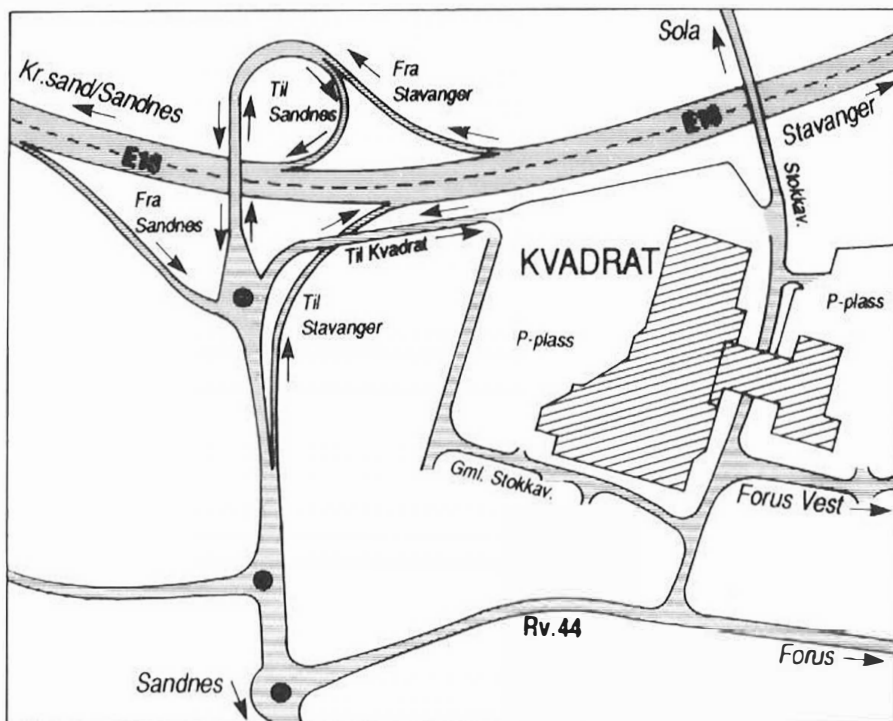 Sola
Kr.sand/Sandnes
Til
Sandnes
Fra
Stavanger
E18
Stavanger
E18
Stokkav.
Fra
Sandnes
Til Kvadrat
KVADRAT
P-plass
Til
Stavanger
P-plass
Gml. Stokkav.
Forus Vest
Rv.44
Forus
Sandnes